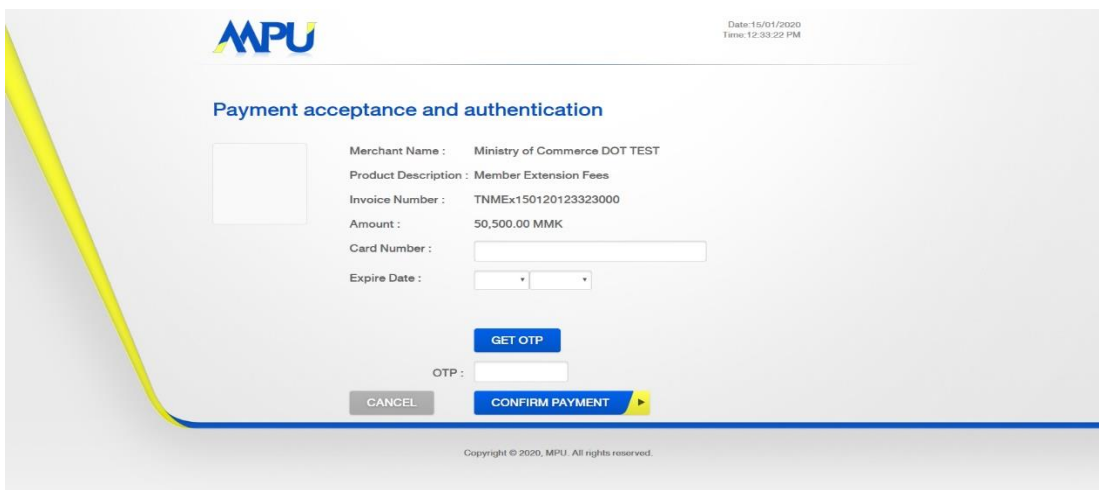 MPU
Date:15/01/2020
Time:12:33:22 PM
Payment acceptance and authentication
Merchant Name : Ministry of Commerce DOT TEST
Product Description : Member Extension Fees
Invoice Number : TNMEx150120123323000
Amount : 50,500.00 MMK
Card Number :
Expire Date :
GET OTP
OTP :
CANCEL CONFIRM PAYMENT
Copyright © 2020, MPU. All rights reserved.